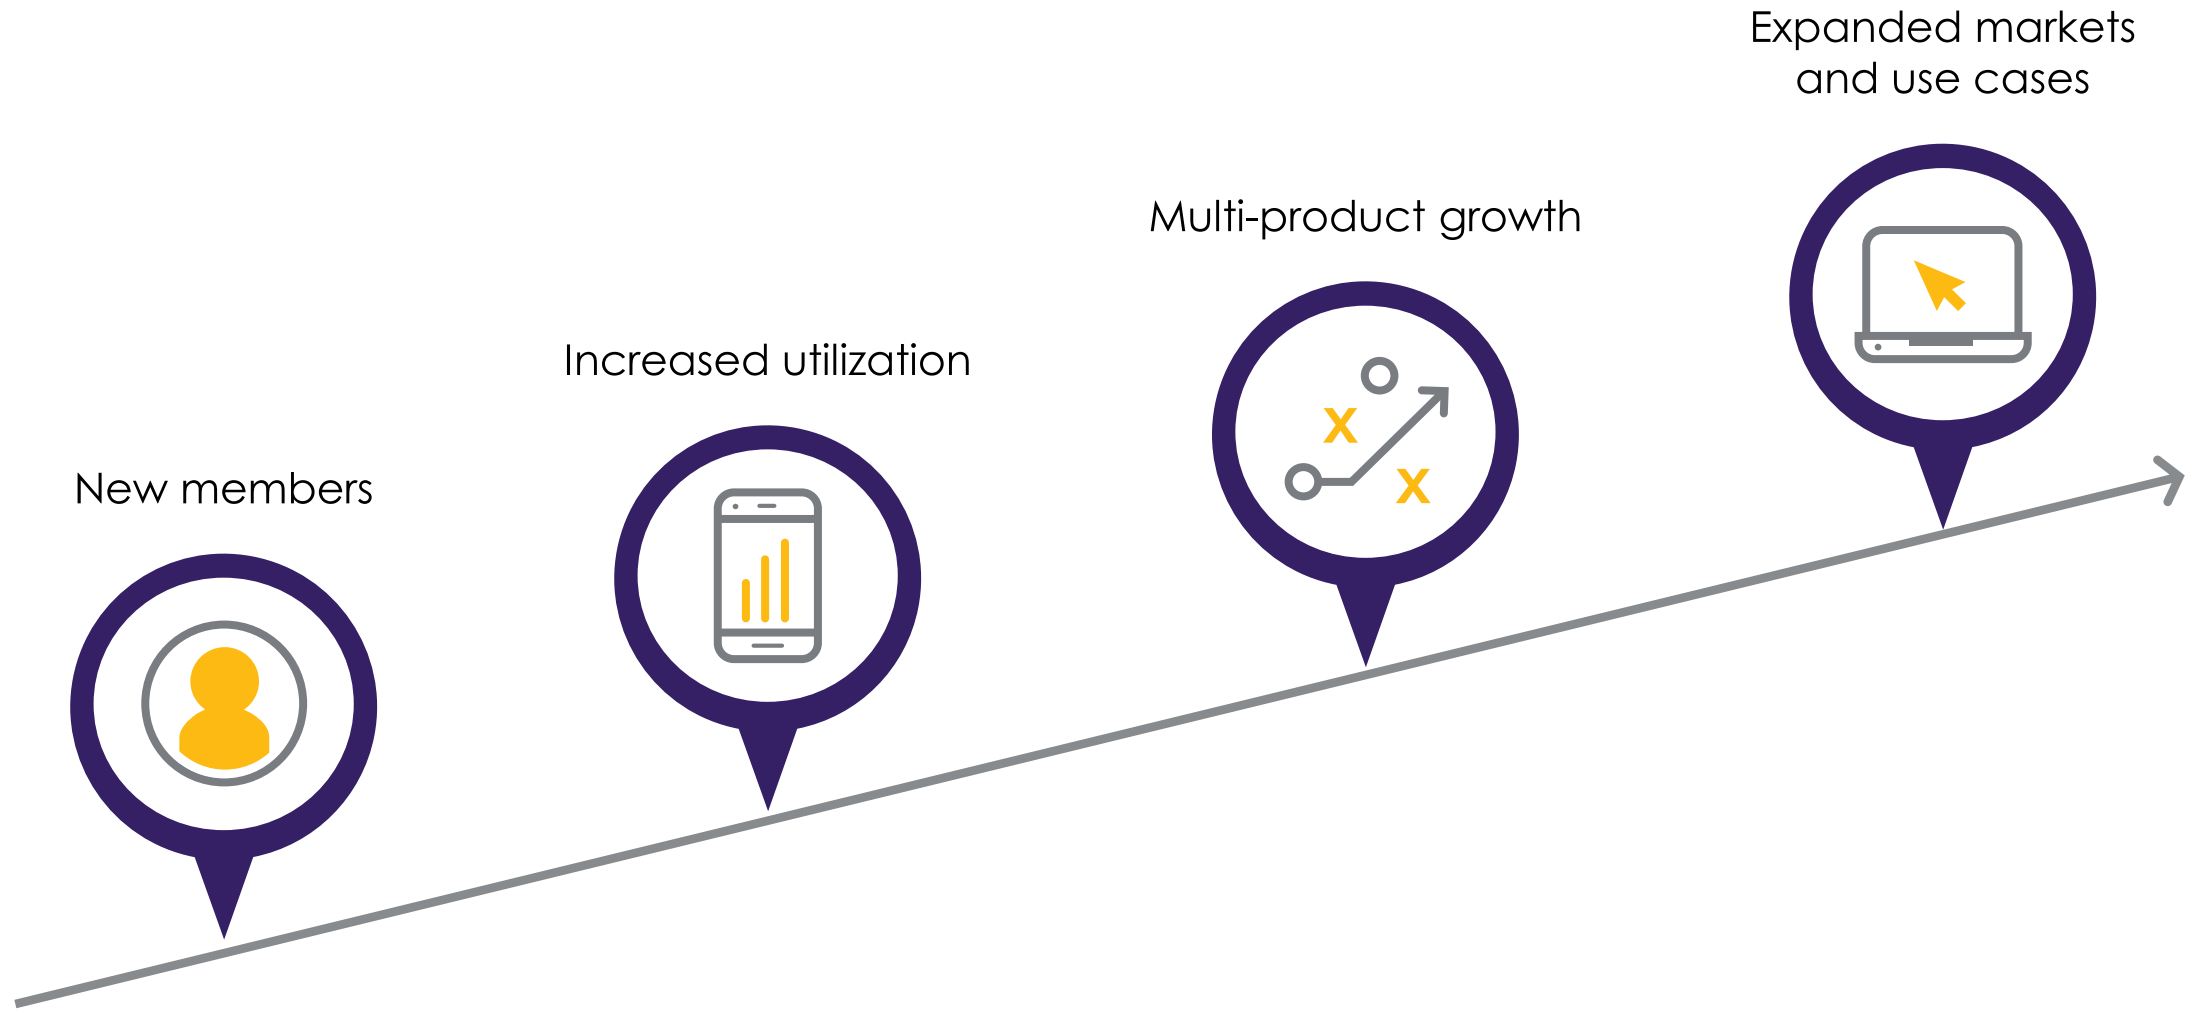 New members
Increased utilization
Multi-product growth
Expanded markets
and use cases
x
x